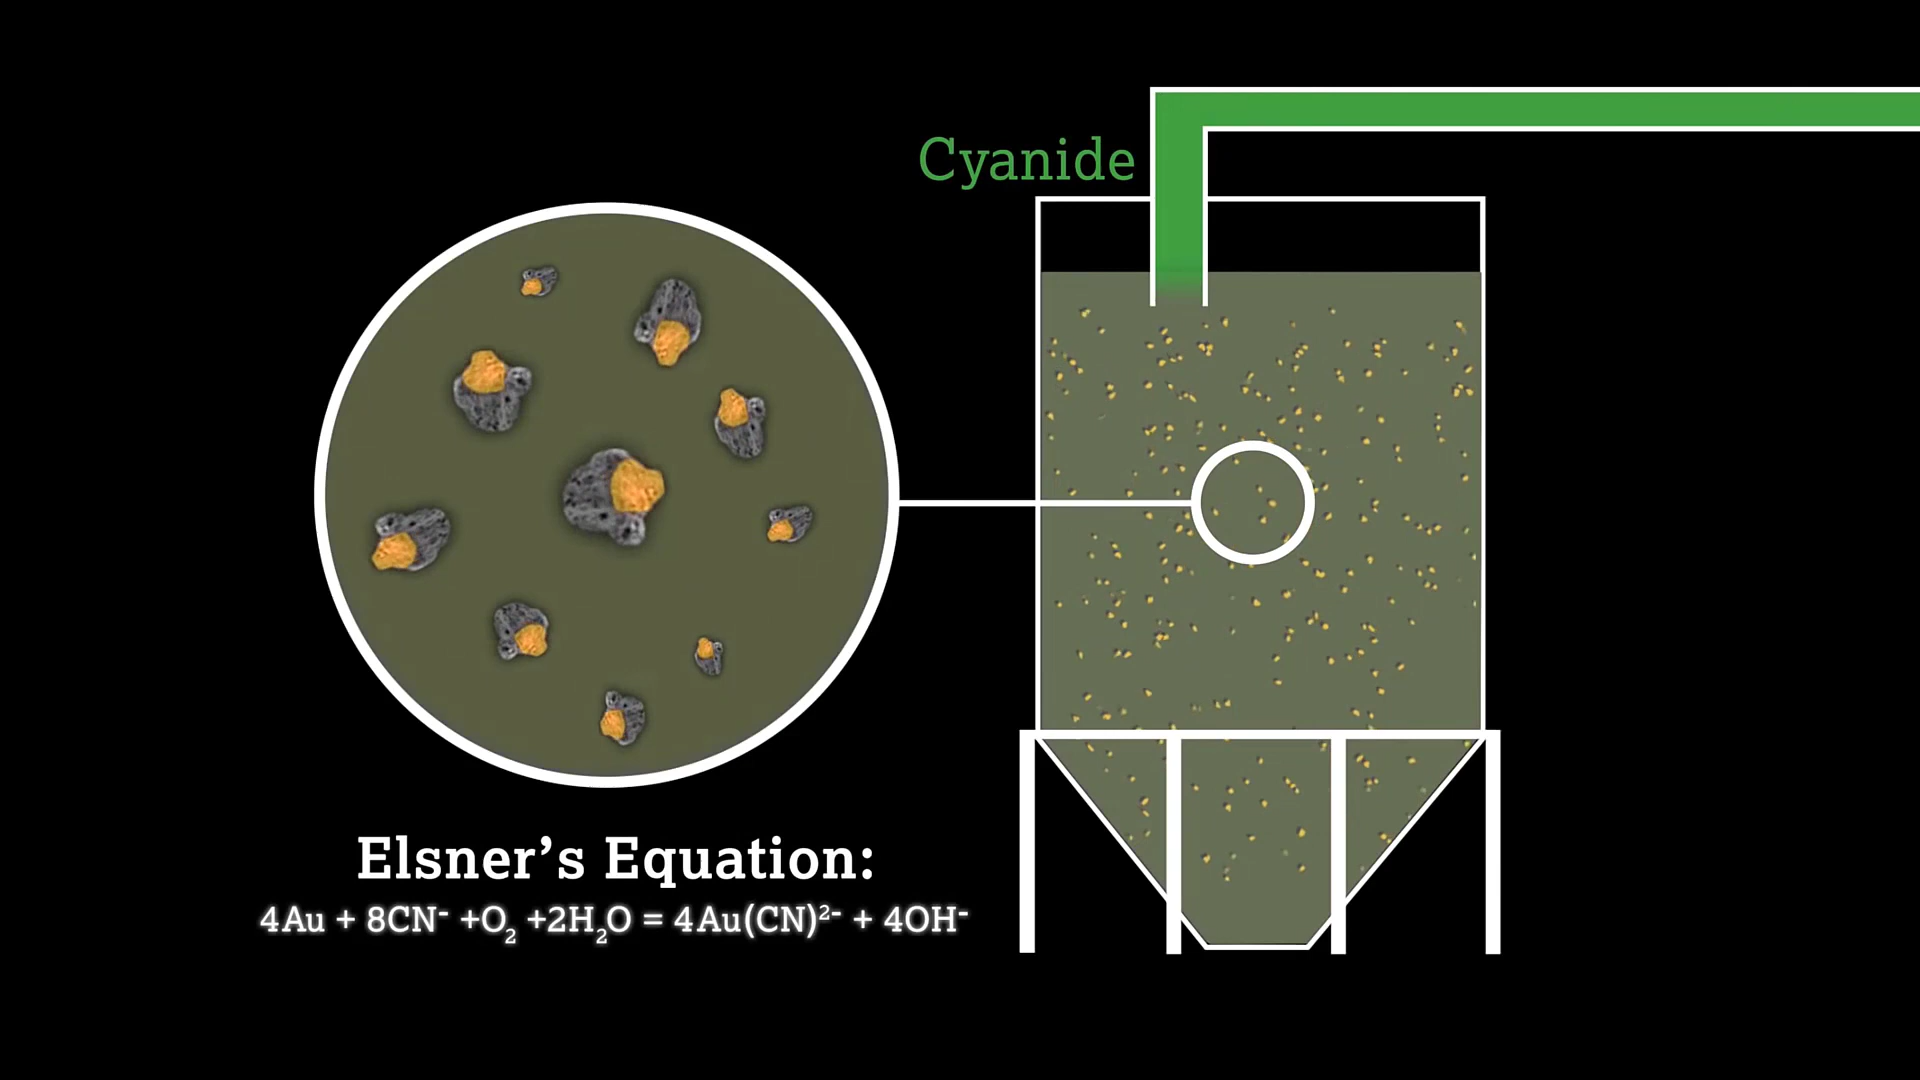 Cyanide
Elsner’s Equation:
4Au + 8CN⁻ +O₂ +2H₂O = 4Au(CN)²⁻ + 4OH⁻